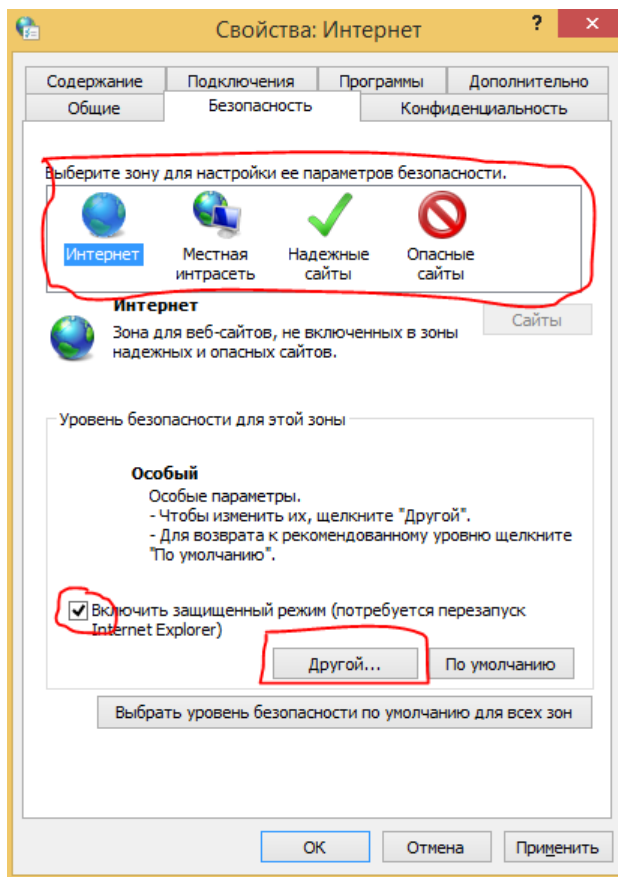 Свойства: Интернет ? ×
Содержание Подключения Программы Дополнительно
Общие Безопасность Конфиденциальность
Выберите зону для настройки ее параметров безопасности.
Интернет Местная интрасеть Надежные сайты Опасные сайты
Интернет
Зона для веб-сайтов, не включенных в зоны
надежных и опасных сайтов.
Сайты
Уровень безопасности для этой зоны
Особый
Особые параметры.
- Чтобы изменить их, щелкните "Другой".
- Для возврата к рекомендованному уровню щелкните
"По умолчанию".
Включить защищенный режим (потребуется перезапуск
Internet Explorer)
Другой... По умолчанию
Выбрать уровень безопасности по умолчанию для всех зон
ОК Отмена Применить